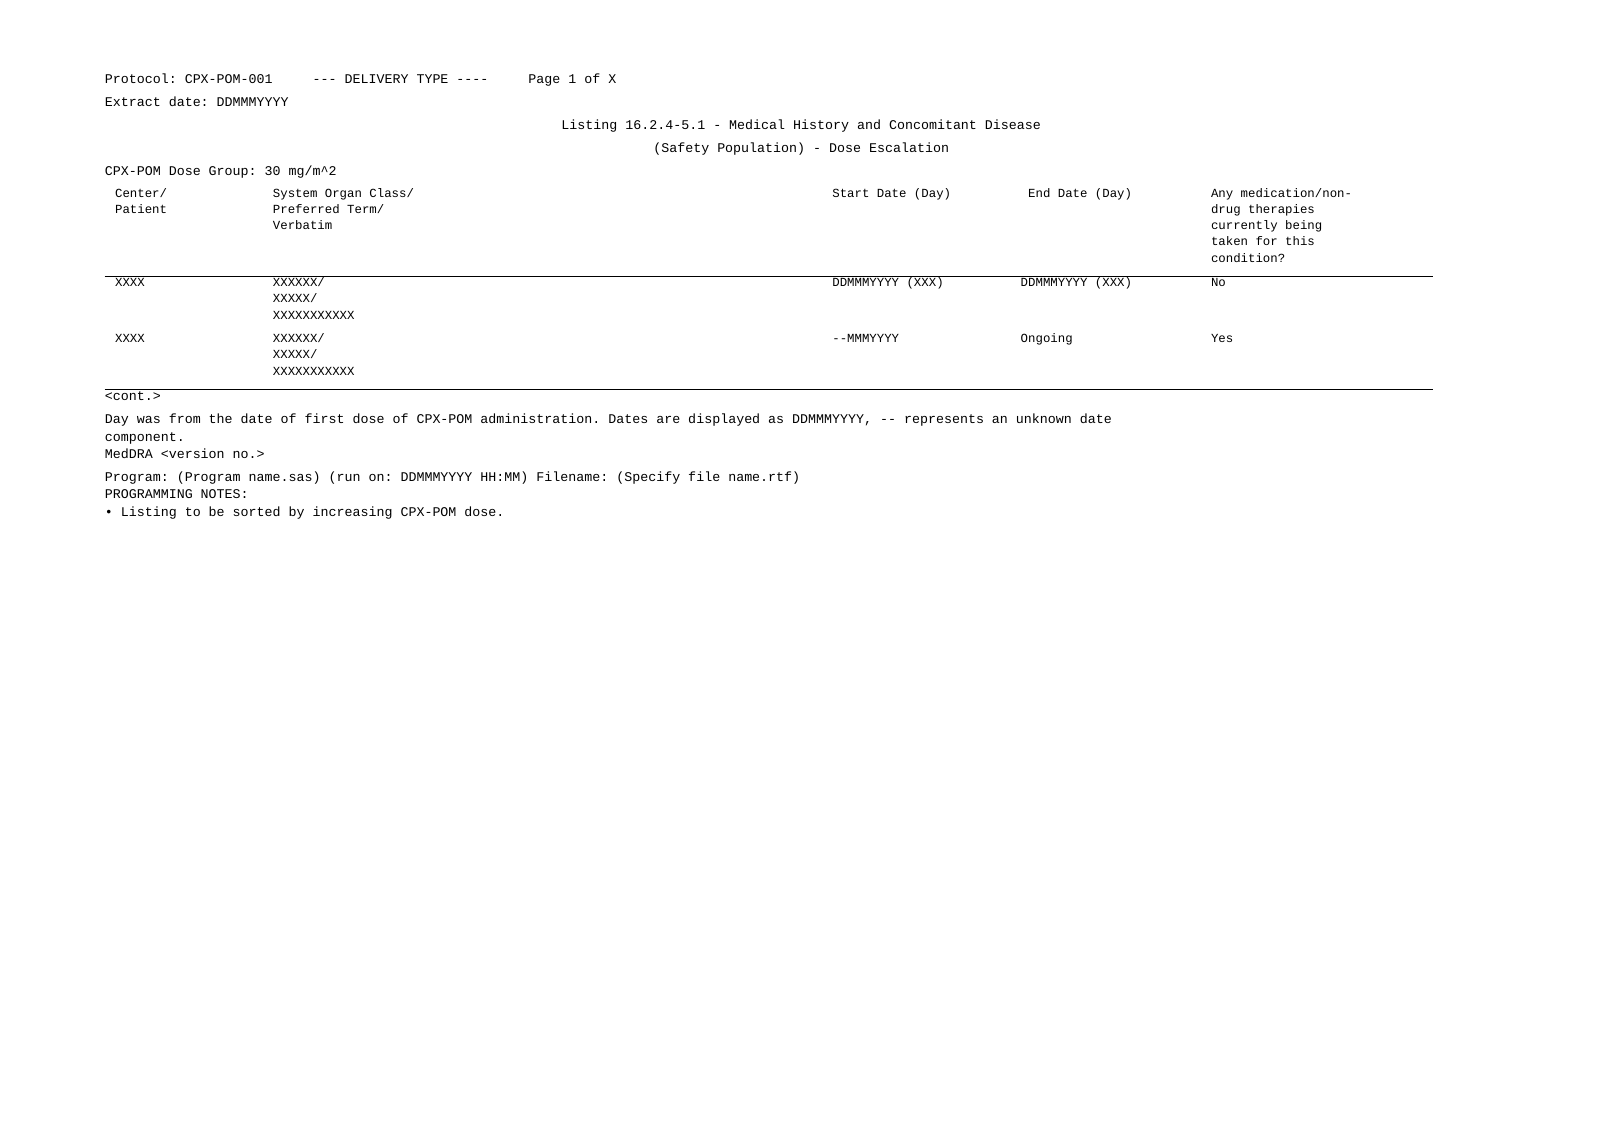 Protocol: CPX-POM-001     --- DELIVERY TYPE ----     Page 1 of X
Extract date: DDMMMYYYY
Listing 16.2.4-5.1 - Medical History and Concomitant Disease
(Safety Population) - Dose Escalation
CPX-POM Dose Group: 30 mg/m^2
Center/     System Organ Class/     Start Date (Day)     End Date (Day)     Any medication/non-
Patient     Preferred Term/     drug therapies
Verbatim     currently being
taken for this
condition?
XXXX     XXXXXX/     DDMMMYYYY (XXX)     DDMMMYYYY (XXX)     No
XXXXX/
XXXXXXXXXXX
XXXX     XXXXXX/     --MMMYYYY     Ongoing     Yes
XXXXX/
XXXXXXXXXXX
<cont.>
Day was from the date of first dose of CPX-POM administration. Dates are displayed as DDMMMYYYY, -- represents an unknown date
component.
MedDRA <version no.>
Program: (Program name.sas) (run on: DDMMMYYYY HH:MM) Filename: (Specify file name.rtf)
PROGRAMMING NOTES:
• Listing to be sorted by increasing CPX-POM dose.